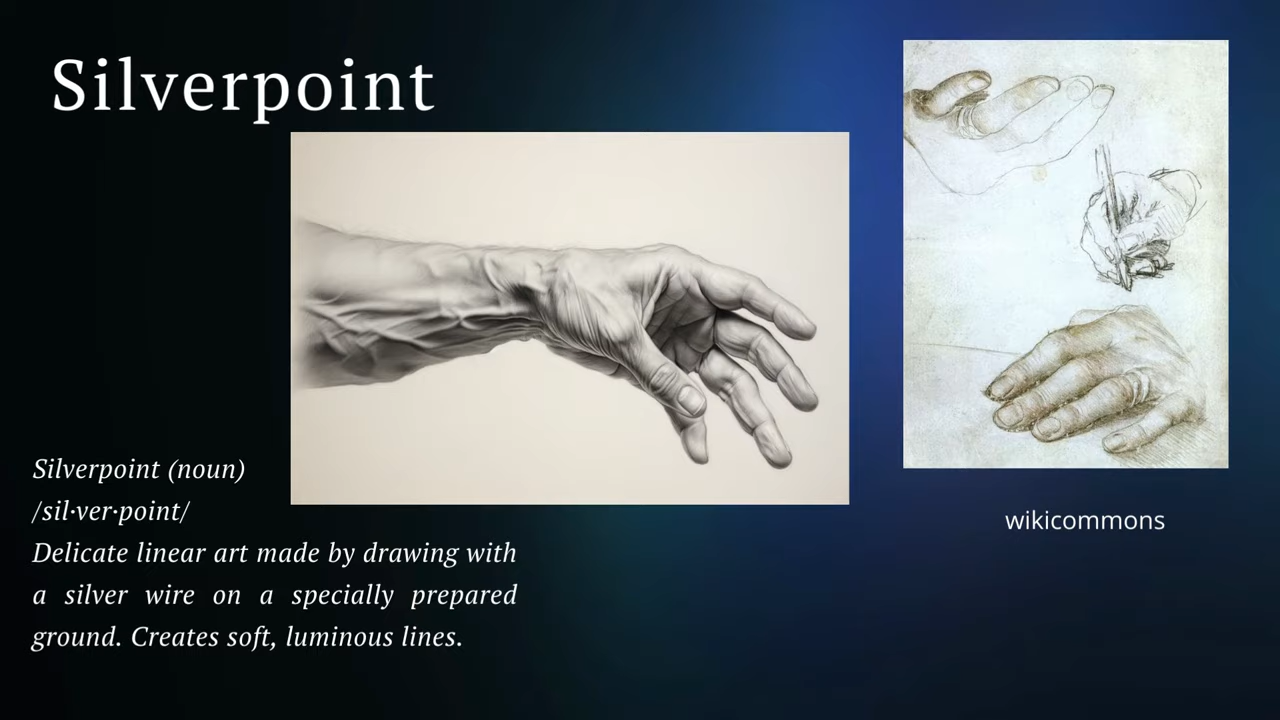 Silverpoint
Silverpoint (noun)
/sil·ver·point/
Delicate linear art made by drawing with
a silver wire on a specially prepared
ground. Creates soft, luminous lines.
wikicommons